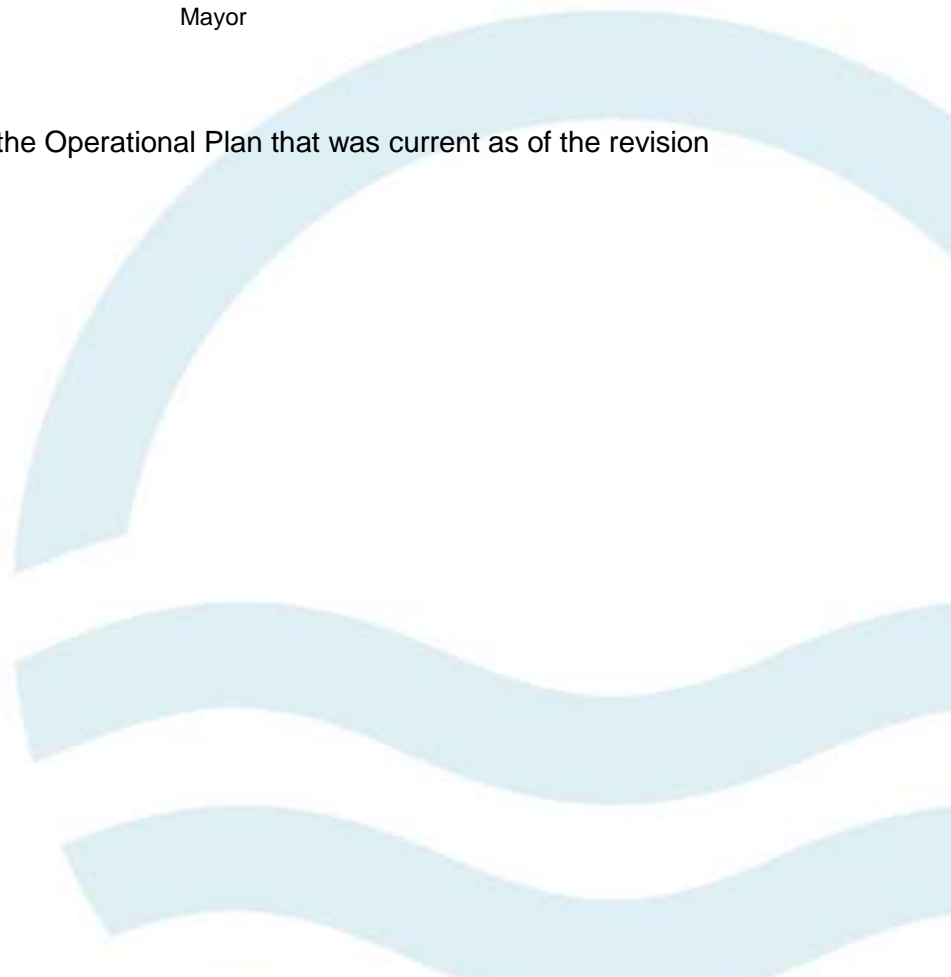 Mayor
the Operational Plan that was current as of the revision